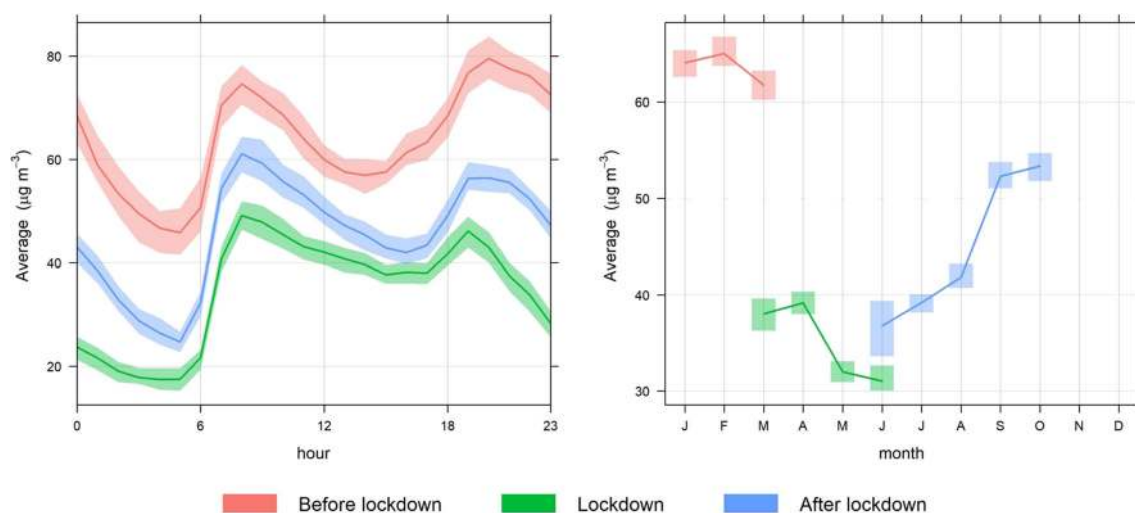 80
60
40
20
Average (µg m⁻³)
0
6
12
18
23
hour
60
50
40
30
Average (µg m⁻³)
J
F
M
A
M
J
J
A
S
O
N
D
month
Before lockdown
Lockdown
After lockdown